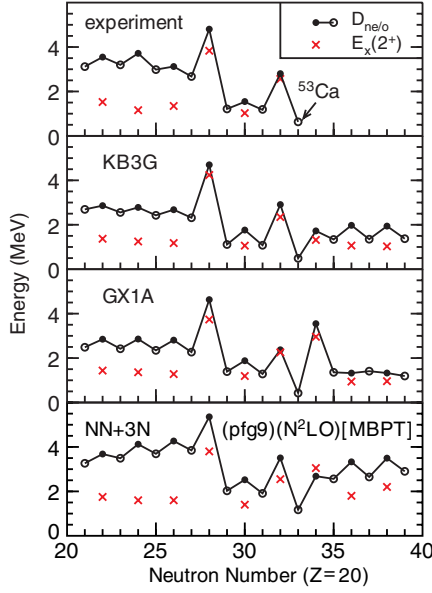 experiment
D_ne/o
E_x(2⁺)
⁵³Ca
4
2
0
KB3G
4
2
0
GX1A
4
2
0
NN+3N (pfg9)(N²LO)[MBPT]
4
2
0
20 25 30 35 40
Neutron Number (Z=20)
Energy (MeV)